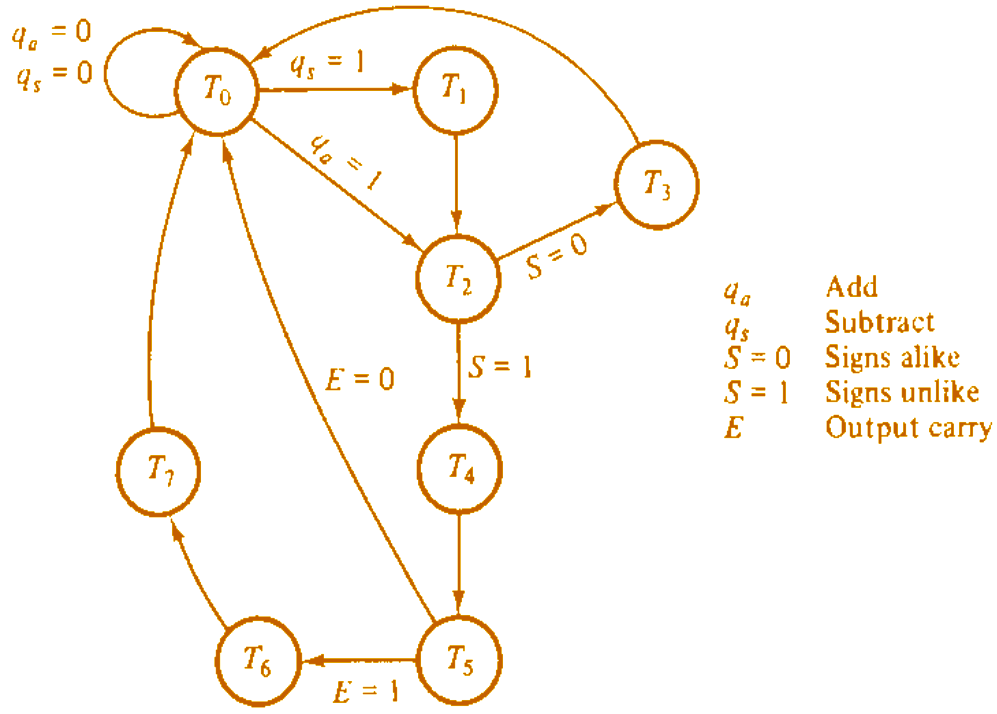 q_a = 0
q_s = 0
T_0
q_s = 1
T_1
q_a = 1
T_3
T_2
S = 0
q_a Add
q_s Subtract
S = 0 Signs alike
S = 1 Signs unlike
E Output carry
S = 1
E = 0
T_7
T_4
T_6
T_5
E = 1